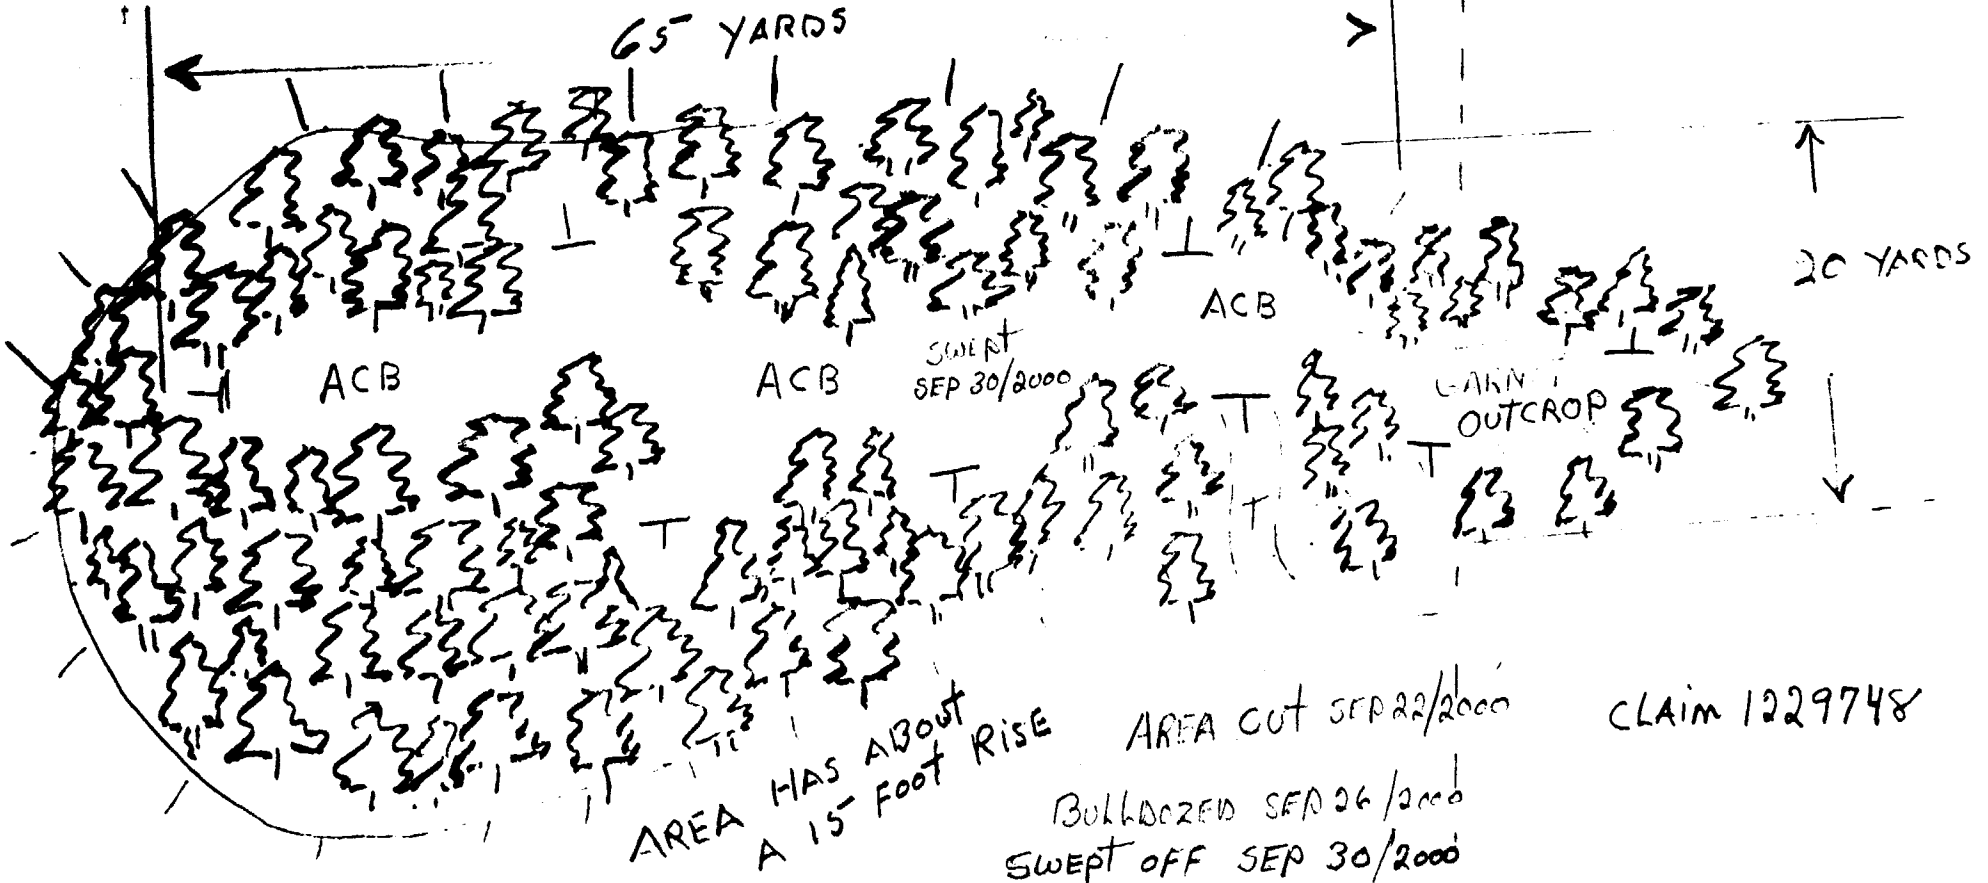 65 YARDS
20 YARDS
ACB
ACB
ACB
SWEPT
SEP 30/2000
OUTCROP
AREA HAS ABOUT
A 15 FOOT RISE
AREA CUT SEP 22/2000
CLAIM 1229748
BULLDOZED SEP 26/2000
SWEPT OFF SEP 30/2000